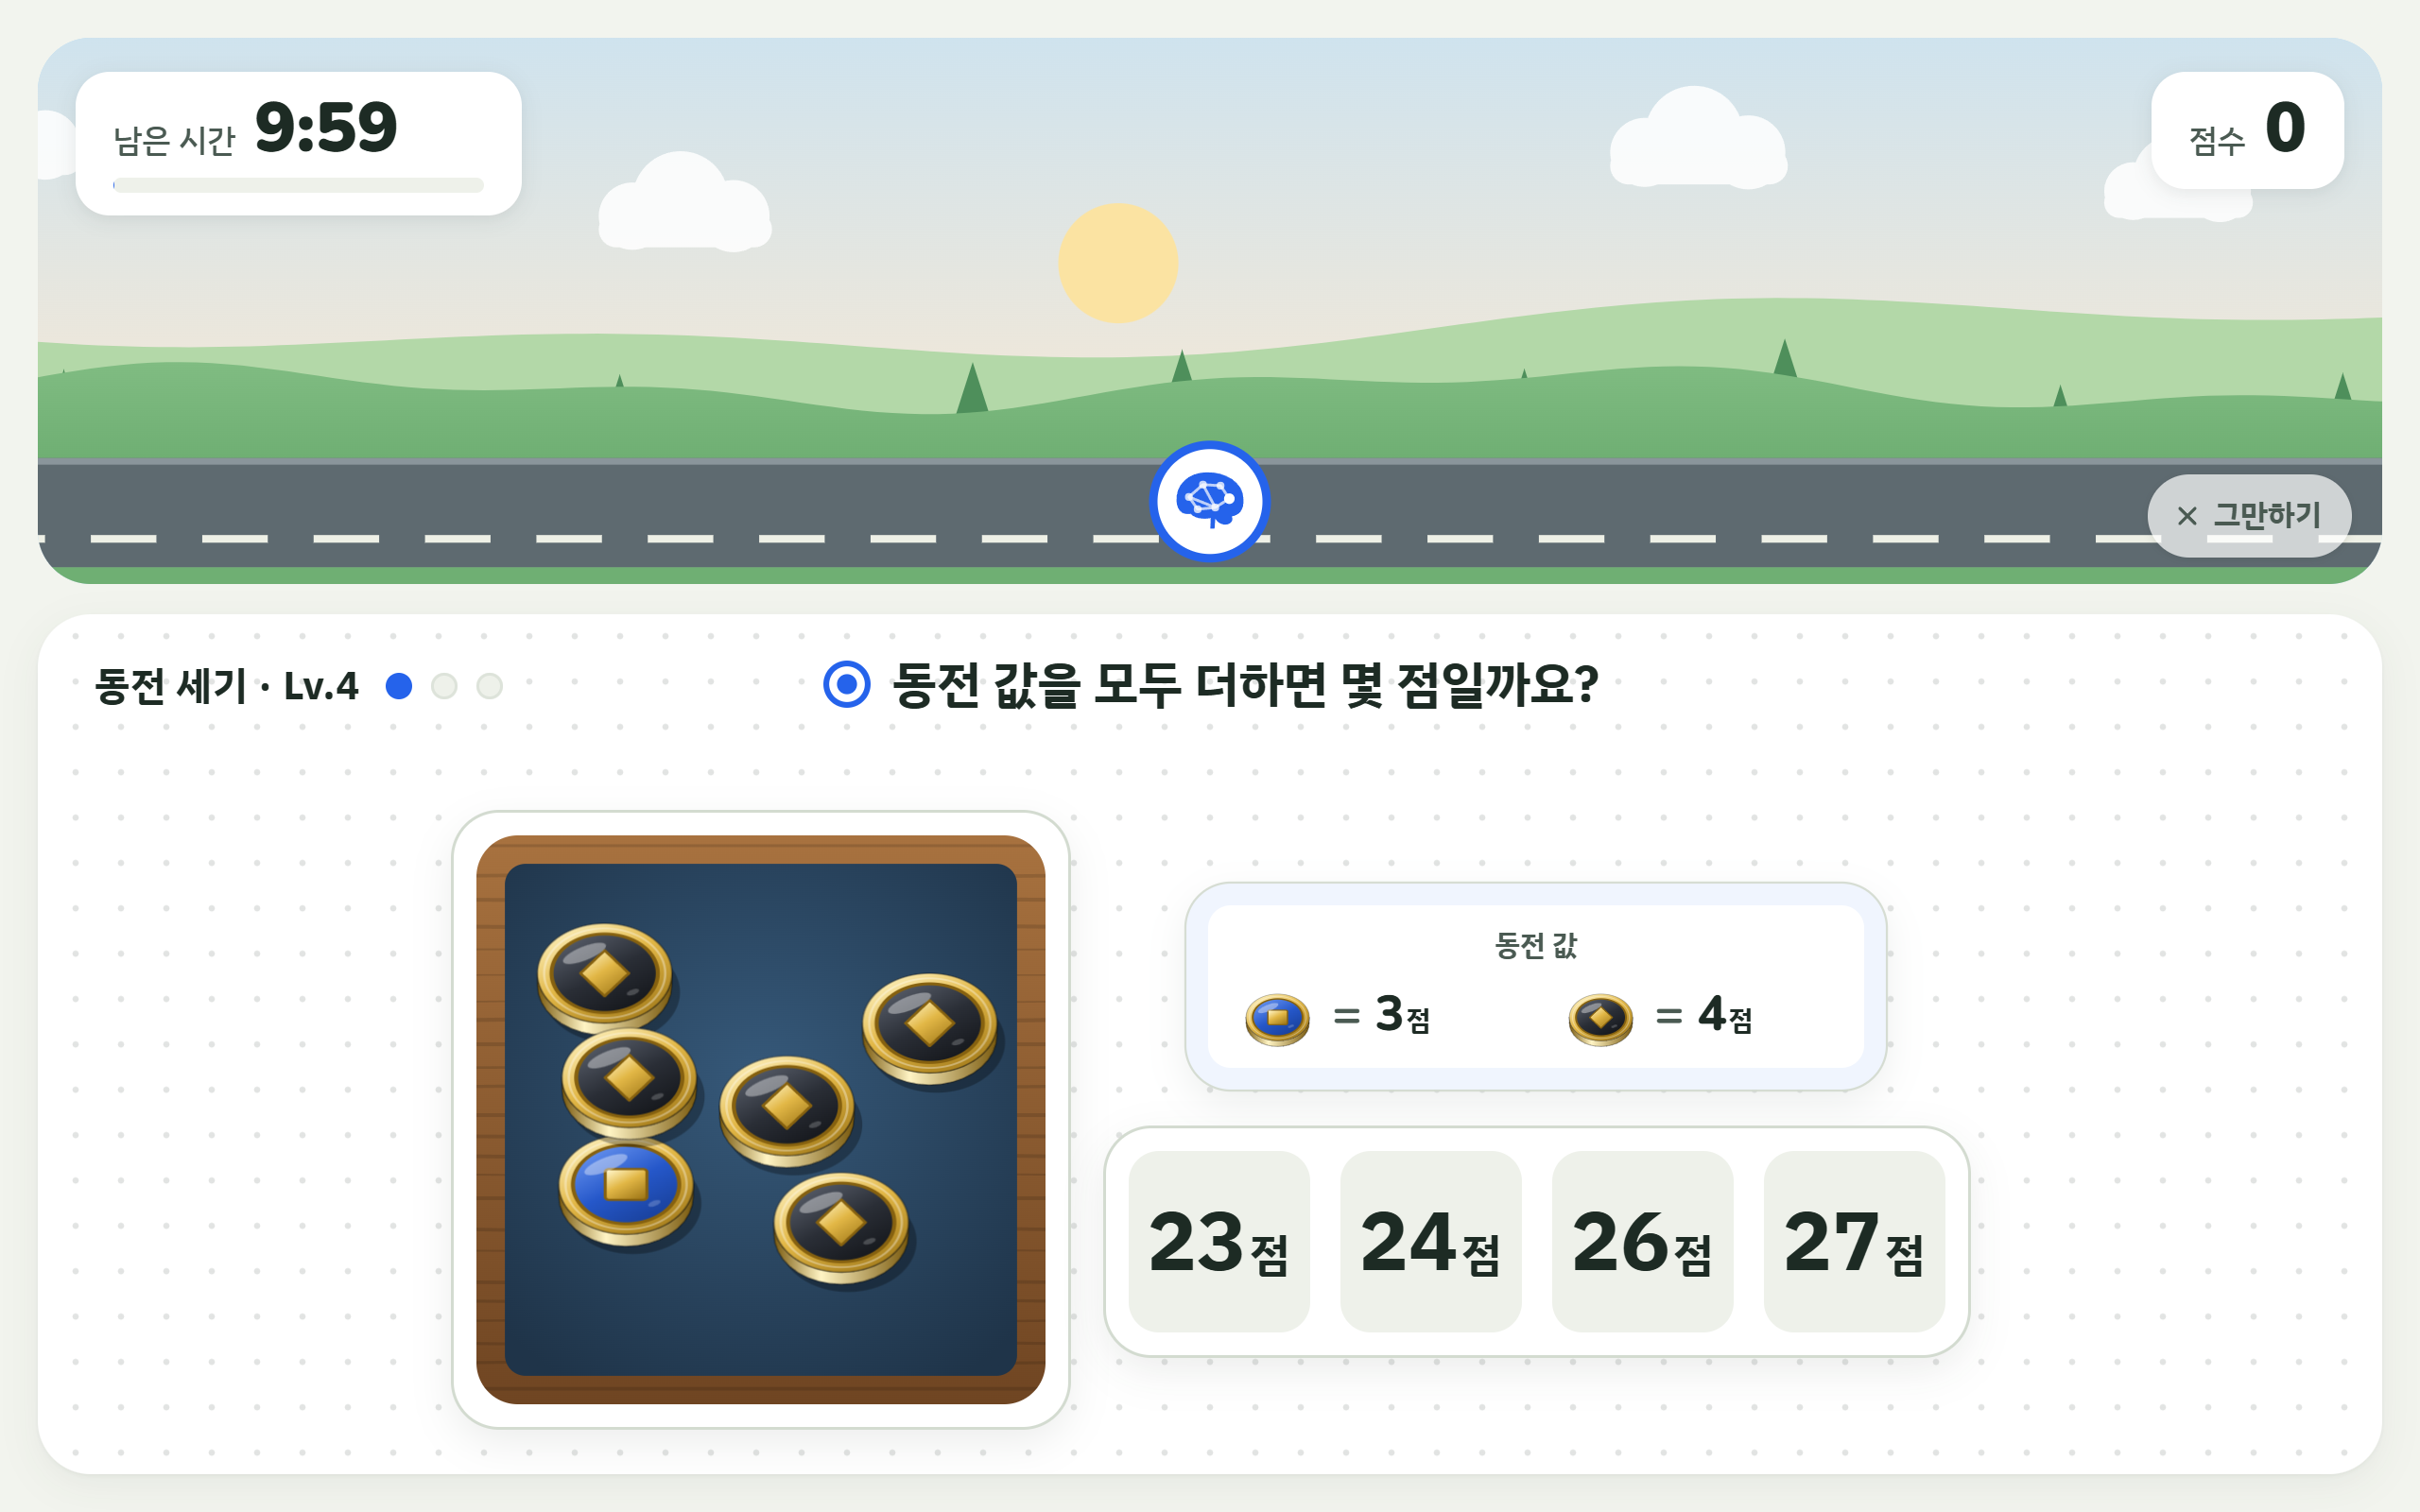 남은 시간 9:59
점수 0
× 그만하기
동전 세기 · Lv.4
동전 값을 모두 더하면 몇 점일까요?
동전 값
= 3점
= 4점
23점
24점
26점
27점